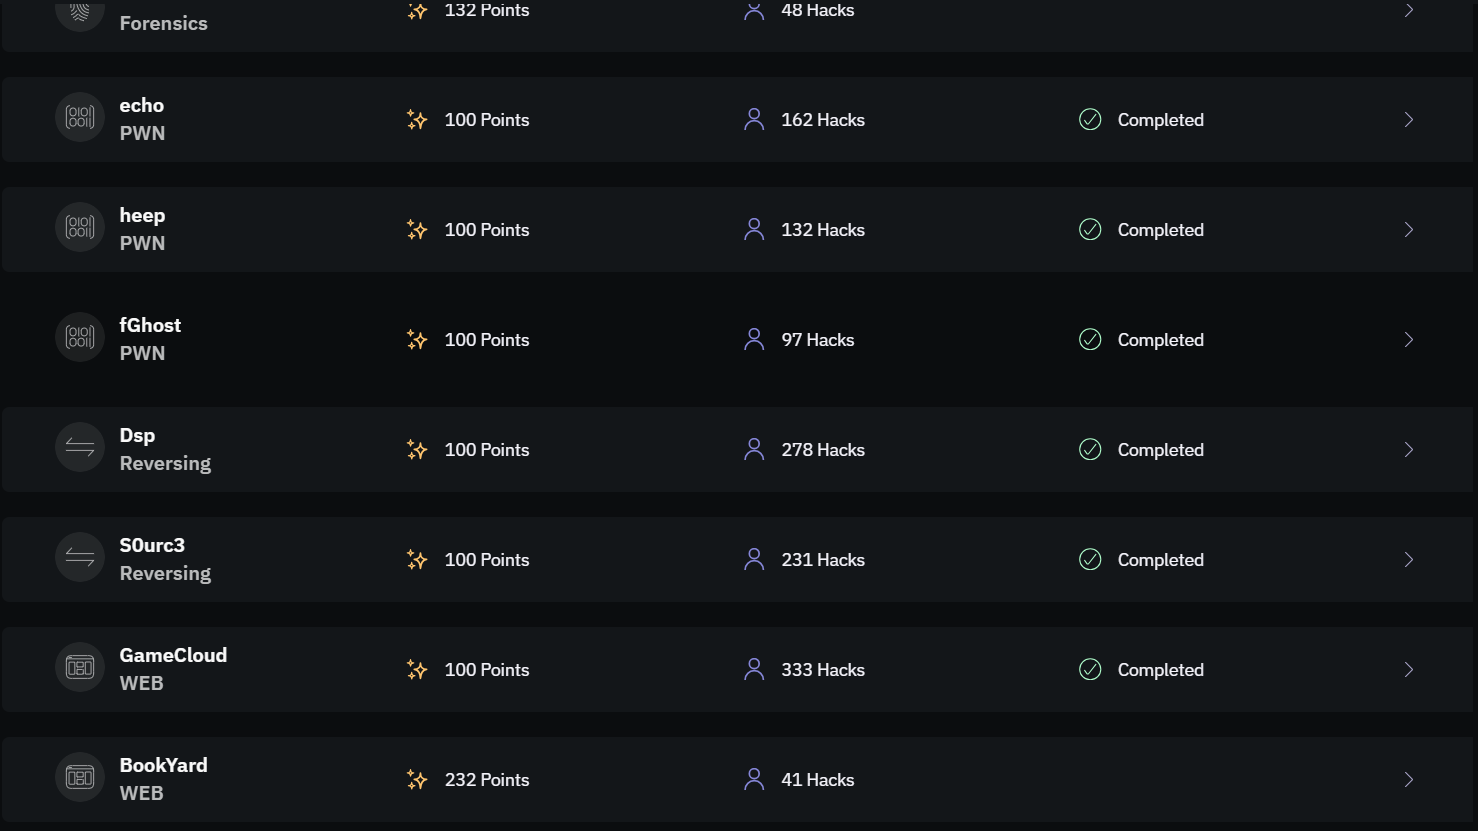 132 Points
48 Hacks
Forensics
echo
PWN
100 Points
162 Hacks
Completed
heep
PWN
100 Points
132 Hacks
Completed
fGhost
PWN
100 Points
97 Hacks
Completed
Dsp
Reversing
100 Points
278 Hacks
Completed
S0urc3
Reversing
100 Points
231 Hacks
Completed
GameCloud
WEB
100 Points
333 Hacks
Completed
BookYard
WEB
232 Points
41 Hacks